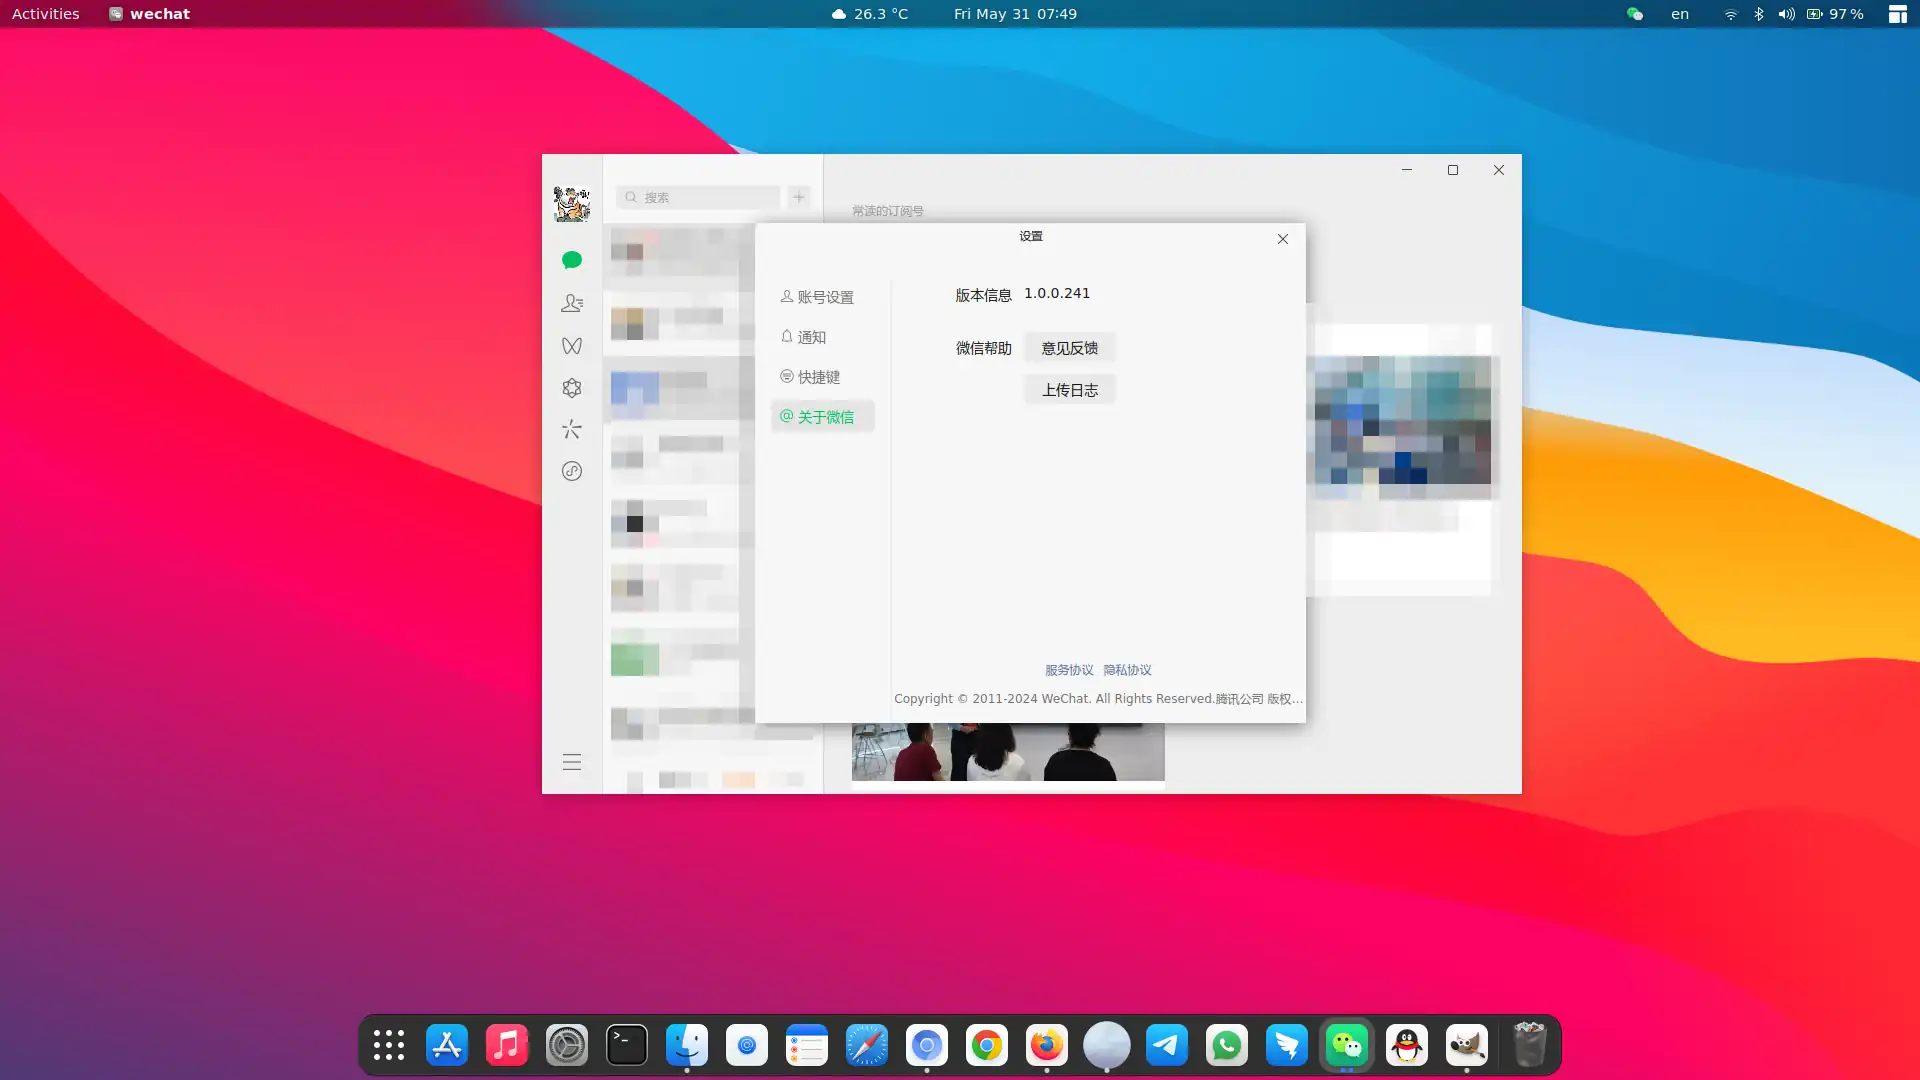 Activities
wechat
26.3 °C
Fri May 31 07:49
en
97 %
搜索
常读的订阅号
设置
账号设置
通知
快捷键
关于微信
版本信息 1.0.0.241
微信帮助 意见反馈
上传日志
服务协议 隐私协议
Copyright © 2011-2024 WeChat. All Rights Reserved.腾讯公司 版权...